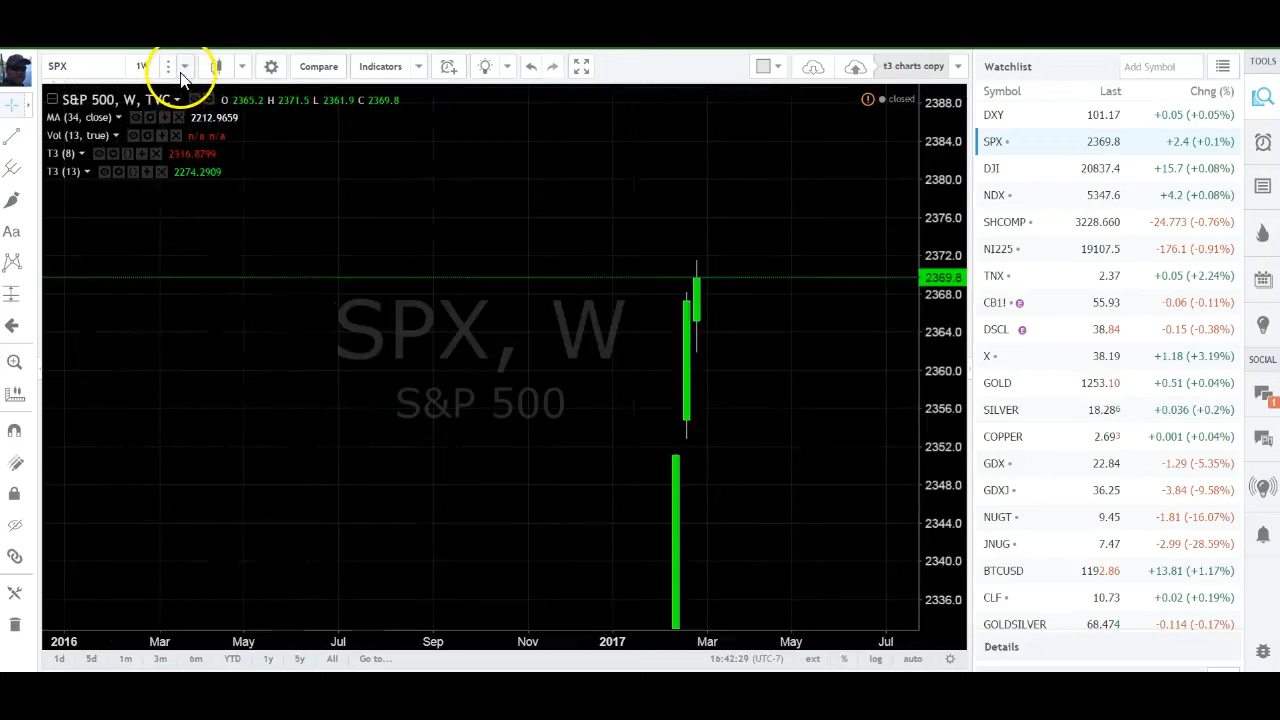 SPX 1W Compare Indicators t3 charts copy
S&P 500, W, TVC O 2365.2 H 2371.5 L 2361.9 C 2369.8
closed
MA (34, close) 2212.9659
Vol (13, true) n/a n/a
T3 (8) 2316.8799
T3 (13) 2274.2909
SPX, W
S&P 500
2388.0
2384.0
2380.0
2376.0
2372.0
2369.8
2368.0
2364.0
2360.0
2356.0
2352.0
2348.0
2344.0
2340.0
2336.0
2016 Mar May Jul Sep Nov 2017 Mar May Jul
1d 5d 1m 3m 6m YTD 1y 5y All Go to... 16:42:29 (UTC-7) ext % log auto
Aa
Watchlist Add Symbol
Symbol Last Chng (%)
DXY 101.17 +0.05 (+0.05%)
SPX 2369.8 +2.4 (+0.1%)
DJI 20837.4 +15.7 (+0.08%)
NDX 5347.6 +4.2 (+0.08%)
SHCOMP 3228.660 -24.773 (-0.76%)
NI225 19107.5 -176.1 (-0.91%)
TNX 2.37 +0.05 (+2.24%)
CB1! E 55.93 -0.06 (-0.11%)
DSCL E 38.84 -0.15 (-0.38%)
X 38.19 +1.18 (+3.19%)
GOLD 1253.10 +0.51 (+0.04%)
SILVER 18.286 +0.036 (+0.2%)
COPPER 2.693 +0.001 (+0.04%)
GDX 22.84 -1.29 (-5.35%)
GDXJ 36.25 -3.84 (-9.58%)
NUGT 9.45 -1.81 (-16.07%)
JNUG 7.47 -2.99 (-28.59%)
BTCUSD 1192.86 +13.81 (+1.17%)
CLF 10.73 +0.02 (+0.19%)
GOLDSILVER 68.474 -0.114 (-0.17%)
Details
TOOLS
SOCIAL
1